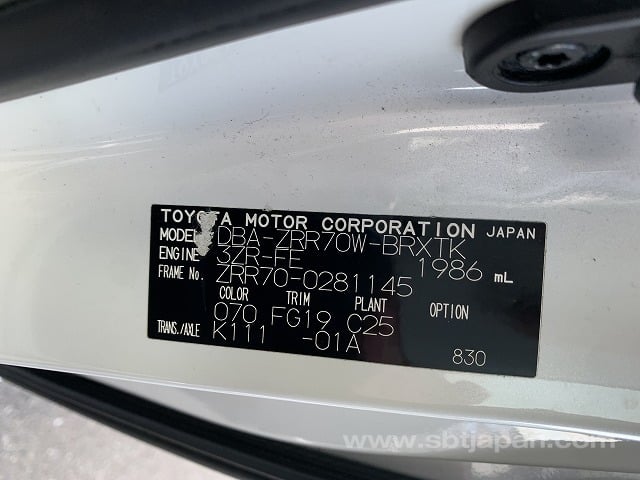 TOYOTA MOTOR CORPORATION JAPAN
MODEL DBA-ZRR70W-BRXTK
ENGINE 3ZR-FE 1986 mL
FRAME No. ZRR70-0281145
COLOR TRIM PLANT OPTION
070 FG19 C25
TRANS./AXLE K111 -01A
830
www.sbtjapan.com